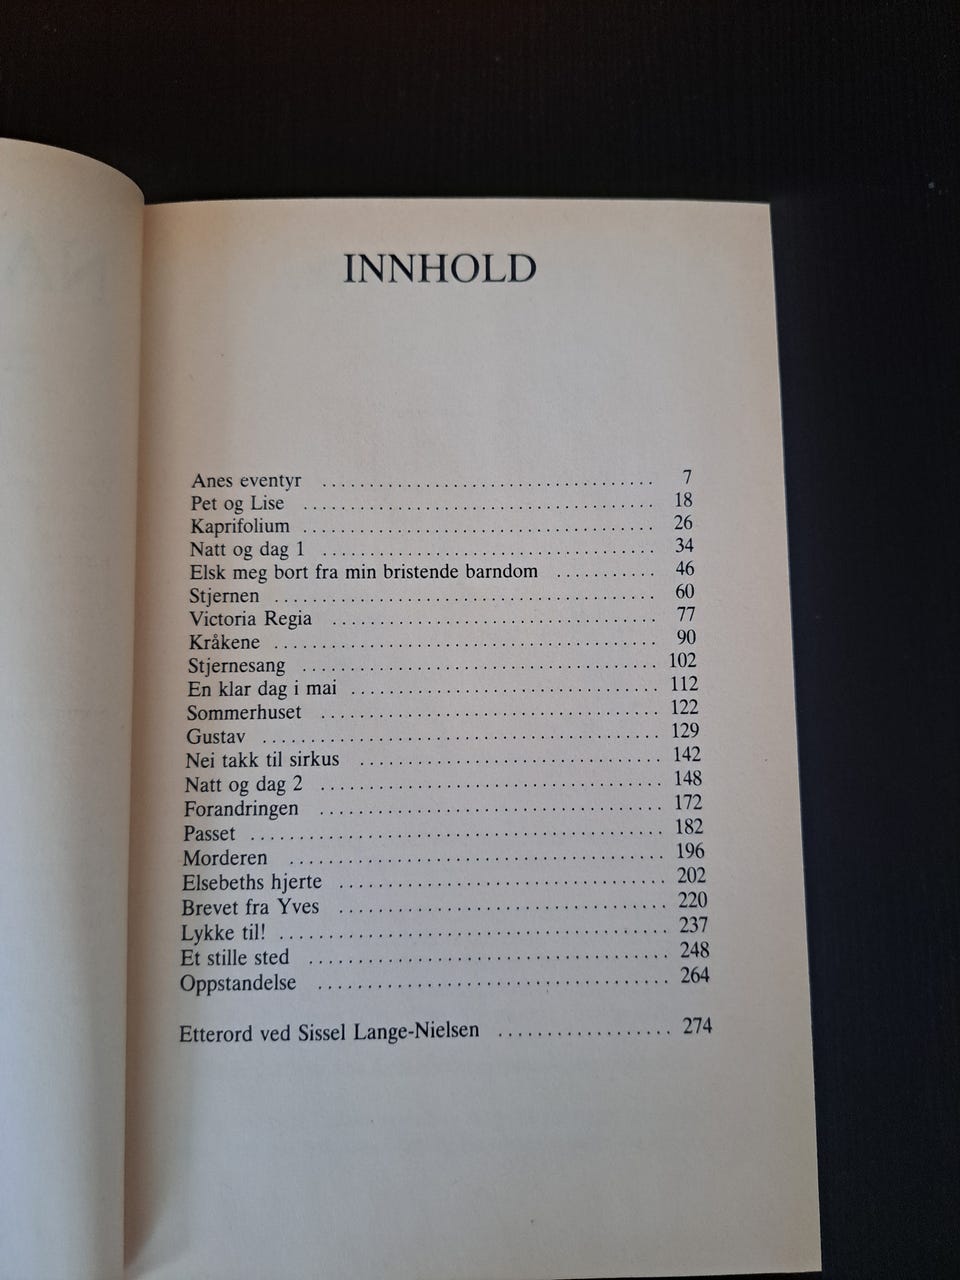 INNHOLD
Anes eventyr .................................... 7
Pet og Lise ...................................... 18
Kaprifolium ...................................... 26
Natt og dag 1 .................................... 34
Elsk meg bort fra min bristende barndom ........... 46
Stjernen ......................................... 60
Victoria Regia ................................... 77
Kråkene .......................................... 90
Stjernesang ...................................... 102
En klar dag i mai ................................. 112
Sommerhuset .................................... 122
Gustav ........................................... 129
Nei takk til sirkus ................................ 142
Natt og dag 2 ..................................... 148
Forandringen ..................................... 172
Passet ............................................ 182
Morderen ........................................ 196
Elsebeths hjerte ................................... 202
Brevet fra Yves ................................... 220
Lykke til! ......................................... 237
Et stille sted ...................................... 248
Oppstandelse ..................................... 264
Etterord ved Sissel Lange-Nielsen .................. 274